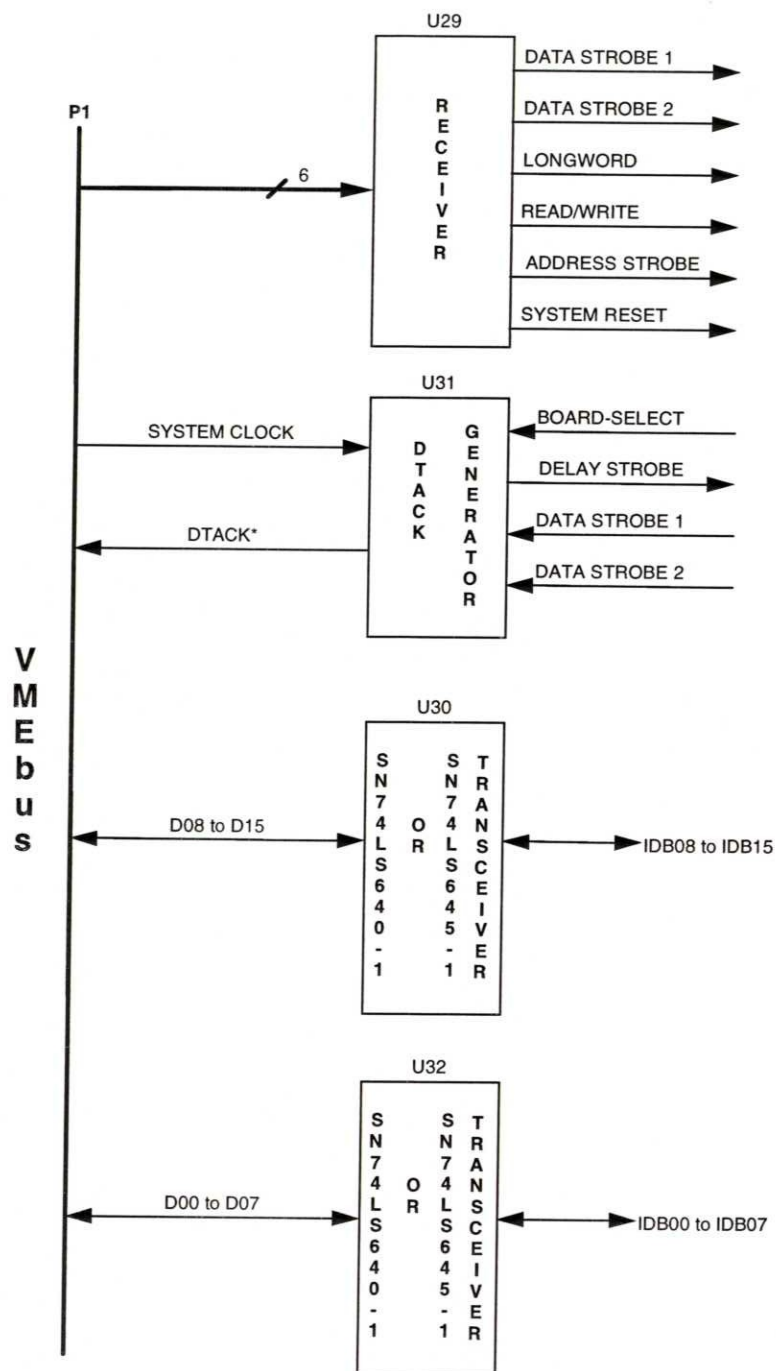 U29
P1
6
RECEIVER
DATA STROBE 1
DATA STROBE 2
LONGWORD
READ/WRITE
ADDRESS STROBE
SYSTEM RESET
U31
SYSTEM CLOCK
DTACK*
DTACK
GENERATOR
BOARD-SELECT
DELAY STROBE
DATA STROBE 1
DATA STROBE 2
VMEbus
U30
D08 to D15
SN74LS640-1
OR
SN74LS645-1
TRANSCEIVER
IDB08 to IDB15
U32
D00 to D07
SN74LS640-1
OR
SN74LS645-1
TRANSCEIVER
IDB00 to IDB07